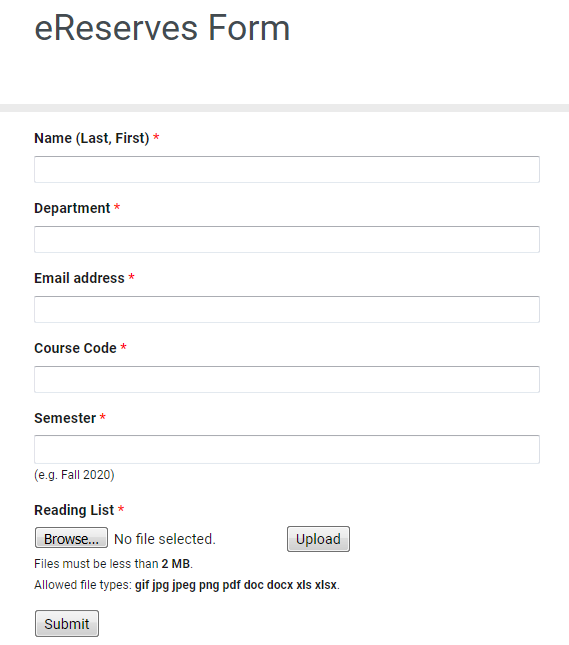 eReserves Form
Name (Last, First) *
Department *
Email address *
Course Code *
Semester *
(e.g. Fall 2020)
Reading List *
Browse... No file selected. Upload
Files must be less than 2 MB.
Allowed file types: gif jpg jpeg png pdf doc docx xls xlsx.
Submit